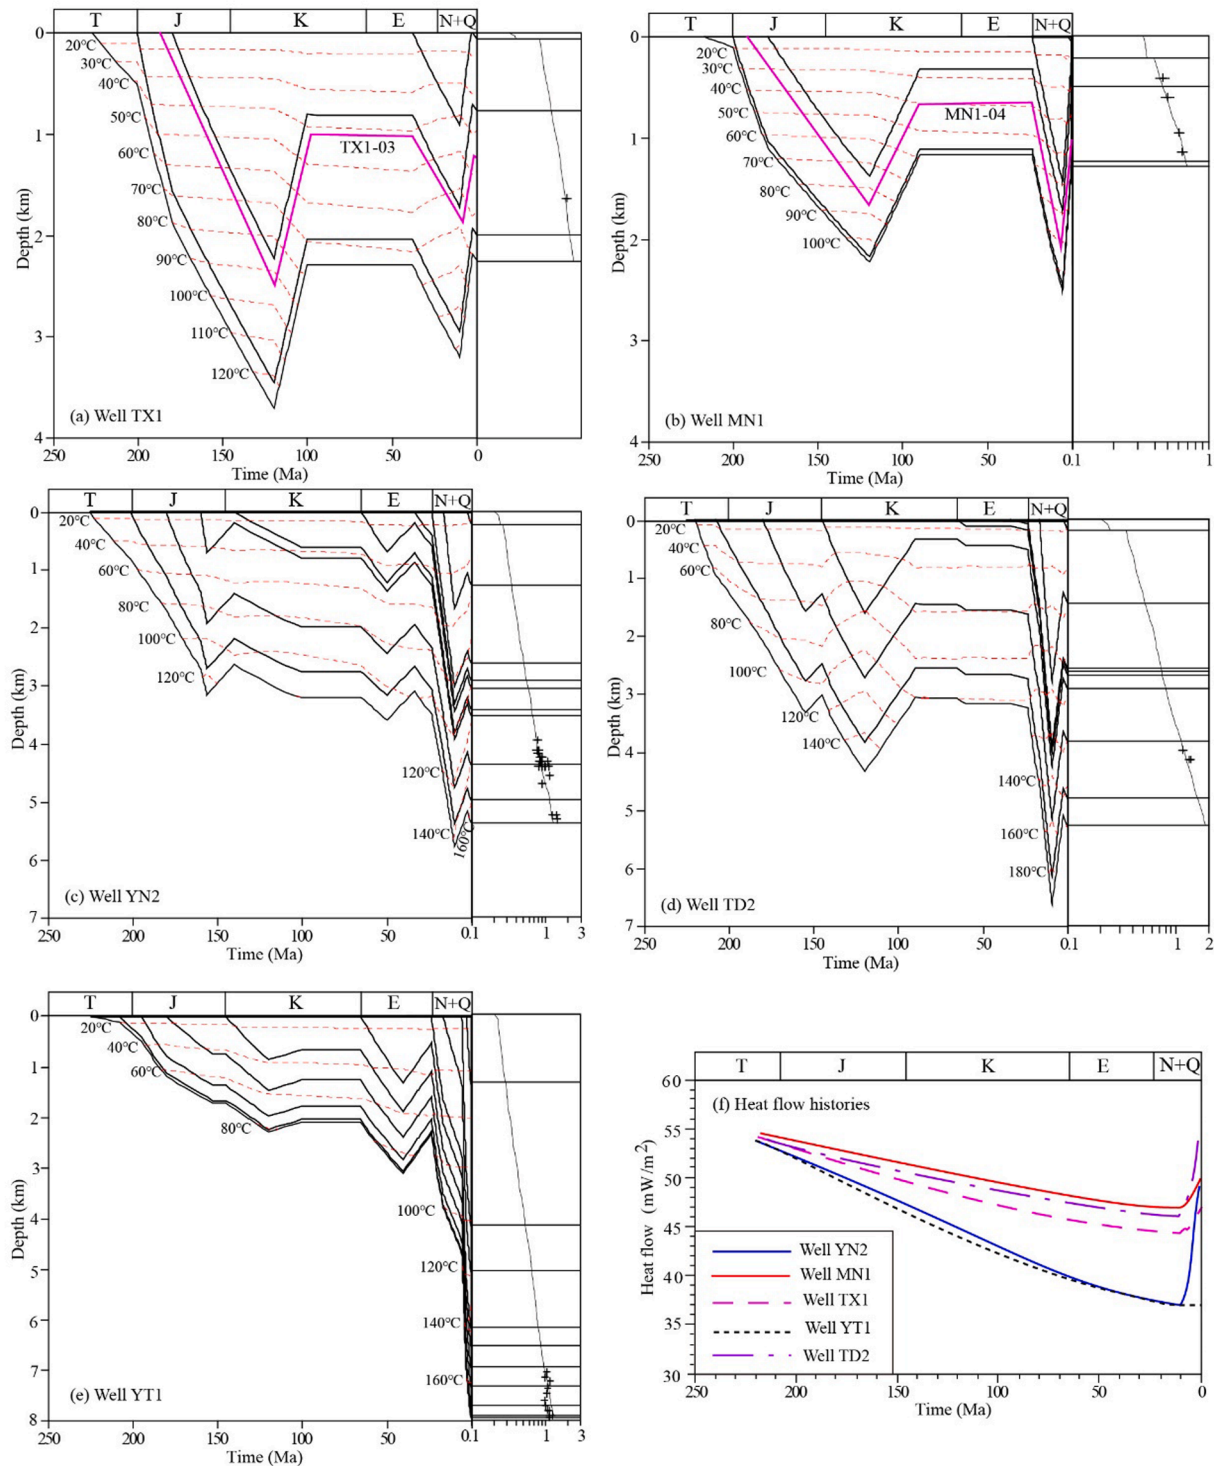 T J K E N+Q
0
20℃
30℃
40℃
50℃
60℃
70℃
80℃
90℃
100℃
110℃
120℃
1
2
3
4
TX1-03
Depth (km)
(a) Well TX1
250 200 150 100 50 0
Time (Ma)
T J K E N+Q
0
20℃
30℃
40℃
50℃
60℃
70℃
80℃
90℃
100℃
1
2
3
4
MN1-04
Depth (km)
(b) Well MN1
250 200 150 100 50 0.1 1
Time (Ma)
T J K E N+Q
0
20℃
40℃
60℃
80℃
100℃
120℃
120℃
140℃
160℃
1
2
3
4
5
6
7
Depth (km)
(c) Well YN2
250 200 150 100 50 0.1 1 3
Time (Ma)
T J K E N+Q
0
20℃
40℃
60℃
80℃
100℃
120℃
140℃
140℃
160℃
180℃
1
2
3
4
5
6
7
Depth (km)
(d) Well TD2
250 200 150 100 50 0.1 1 2
Time (Ma)
T J K E N+Q
0
20℃
40℃
60℃
80℃
100℃
120℃
140℃
160℃
1
2
3
4
5
6
7
8
Depth (km)
(e) Well YT1
250 200 150 100 50 0.1 1 3
Time (Ma)
T J K E N+Q
60
55
50
45
40
35
30
(f) Heat flow histories
Heat flow (mW/m²)
Well YN2
Well MN1
Well TX1
Well YT1
Well TD2
250 200 150 100 50 0
Time (Ma)